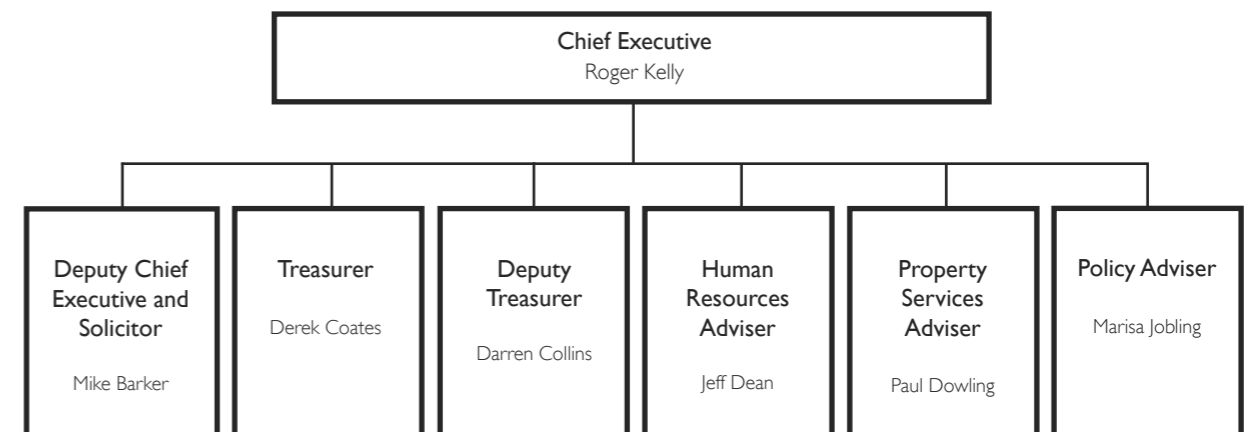 Chief Executive
Roger Kelly
Deputy Chief
Executive and
Solicitor
Mike Barker
Treasurer
Derek Coates
Deputy
Treasurer
Darren Collins
Human
Resources
Adviser
Jeff Dean
Property
Services
Adviser
Paul Dowling
Policy Adviser
Marisa Jobling